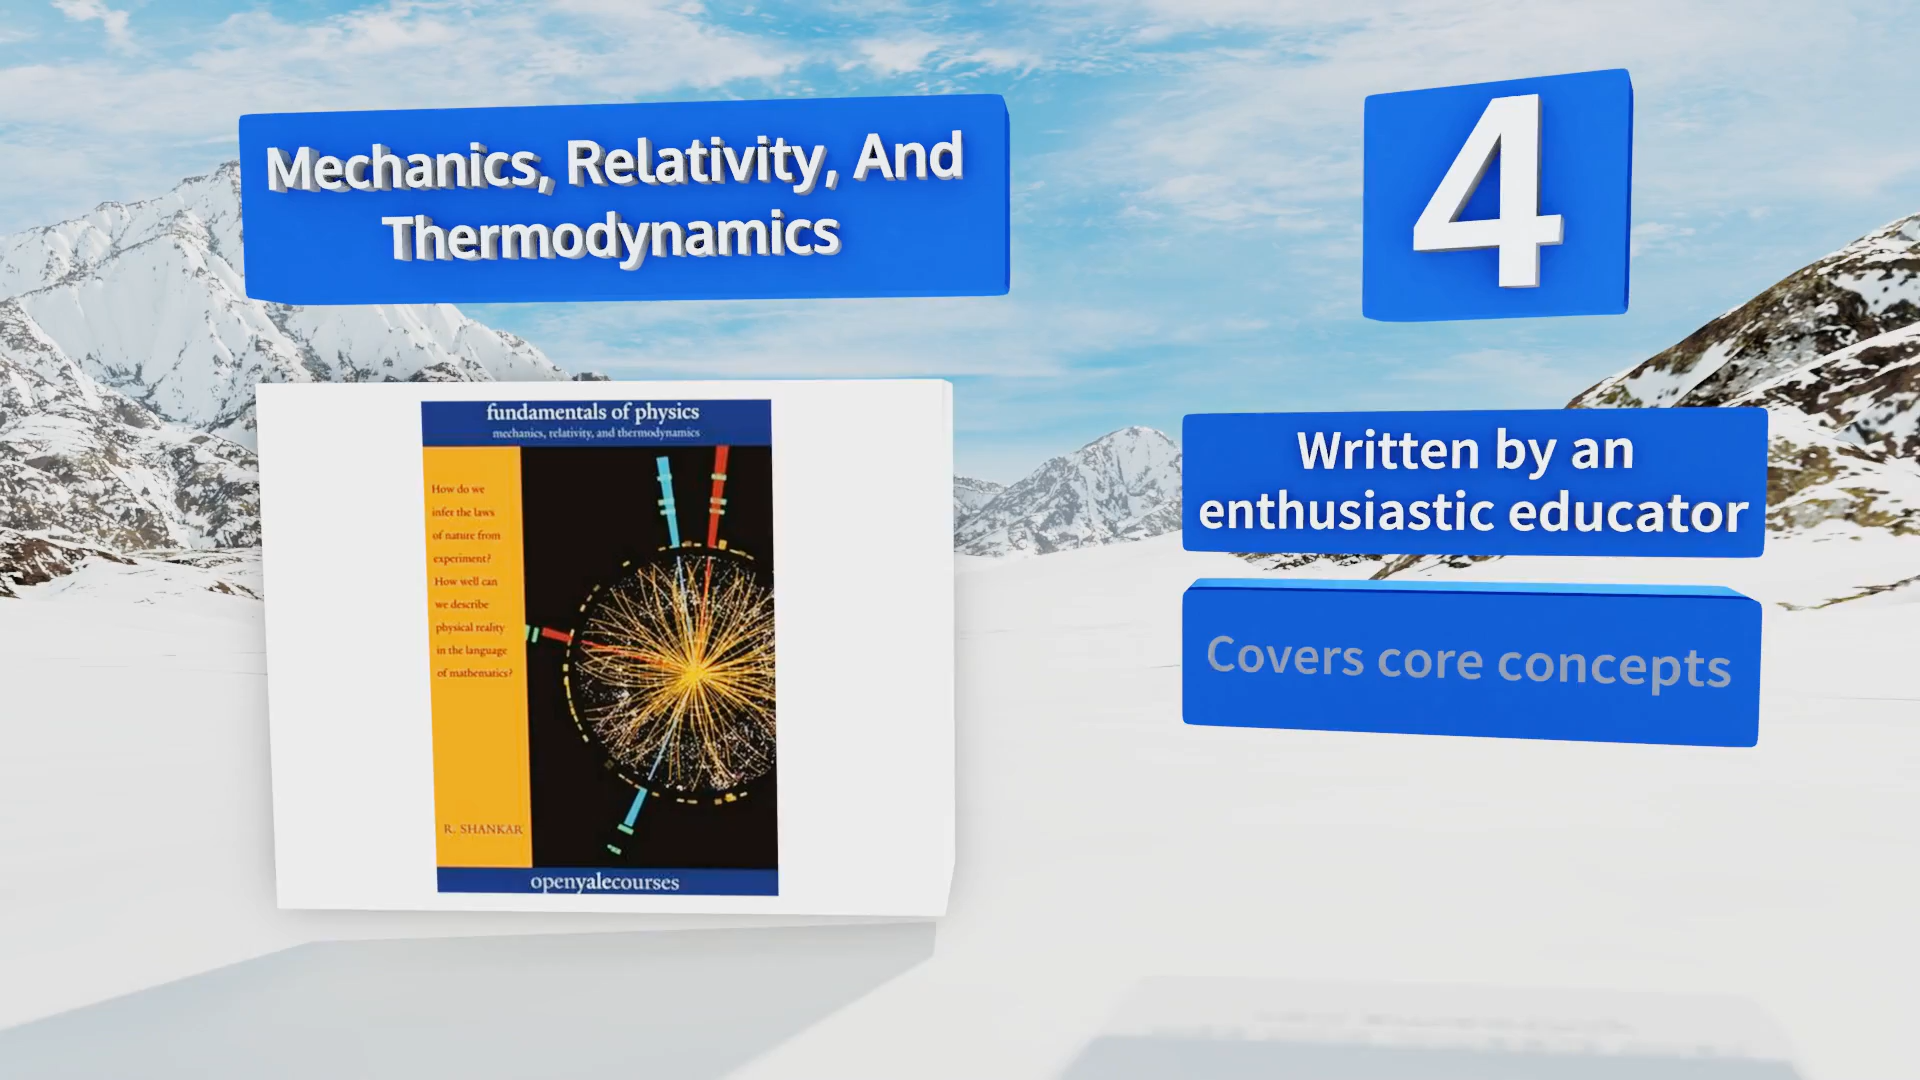 Mechanics, Relativity, And
Thermodynamics
4
fundamentals of physics
mechanics, relativity, and thermodynamics
How do we
infer the laws
of nature from
experiment?
How well can
we describe
physical reality
in the language
of mathematics?
R. SHANKAR
openyalecourses
Written by an
enthusiastic educator
Covers core concepts